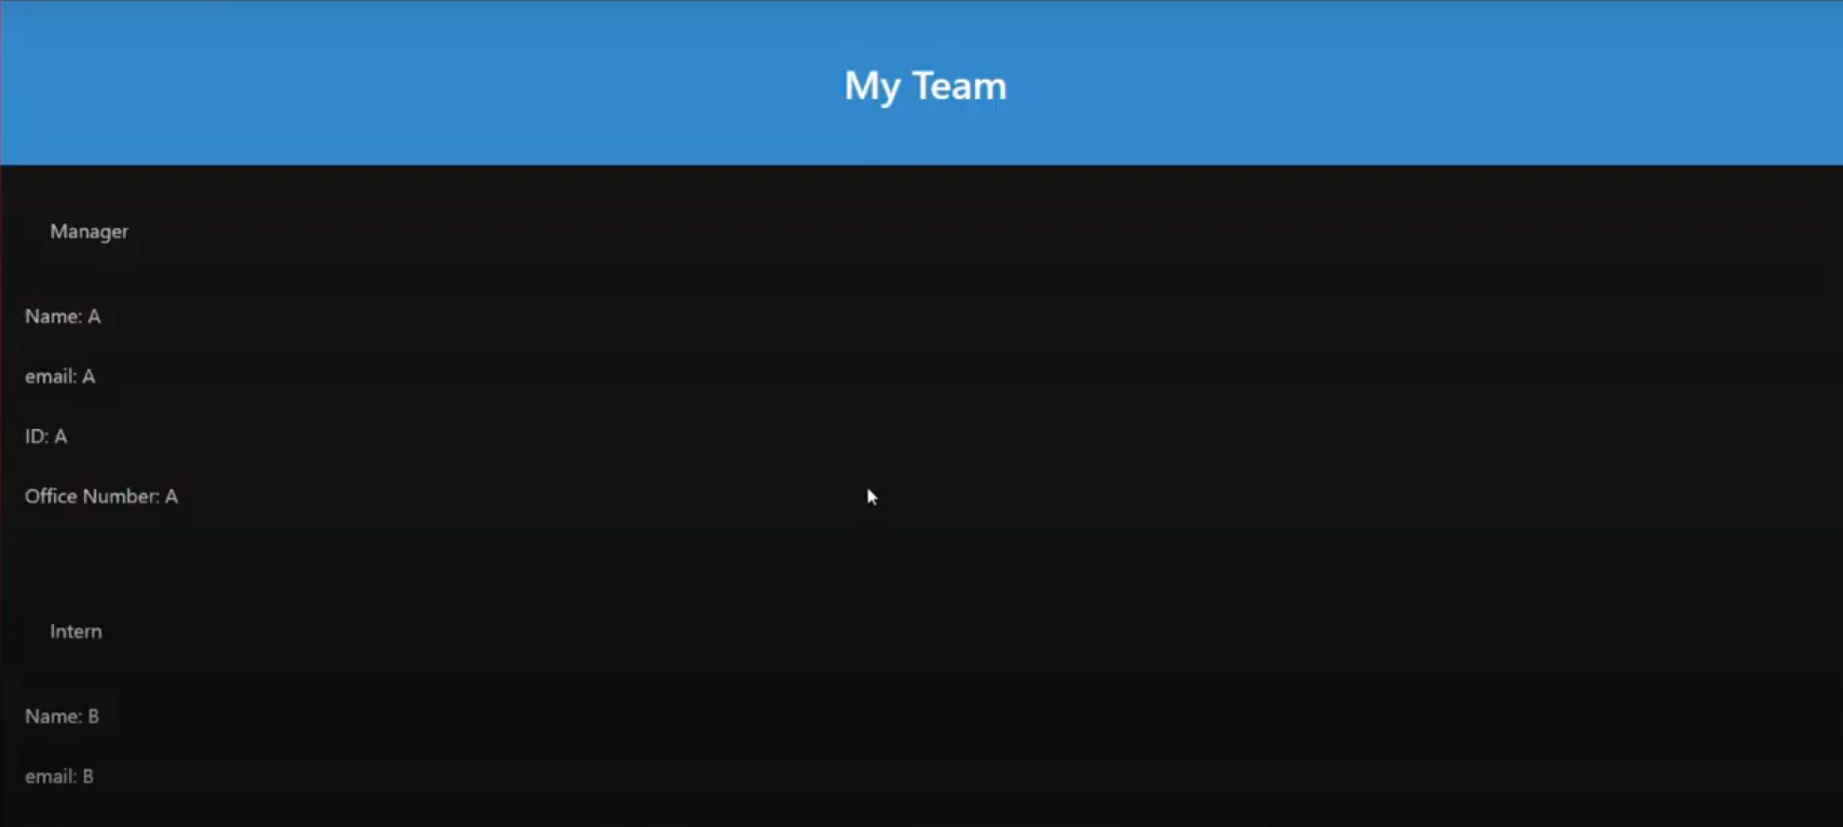 My Team
Manager
Name: A
email: A
ID: A
Office Number: A
Intern
Name: B
email: B